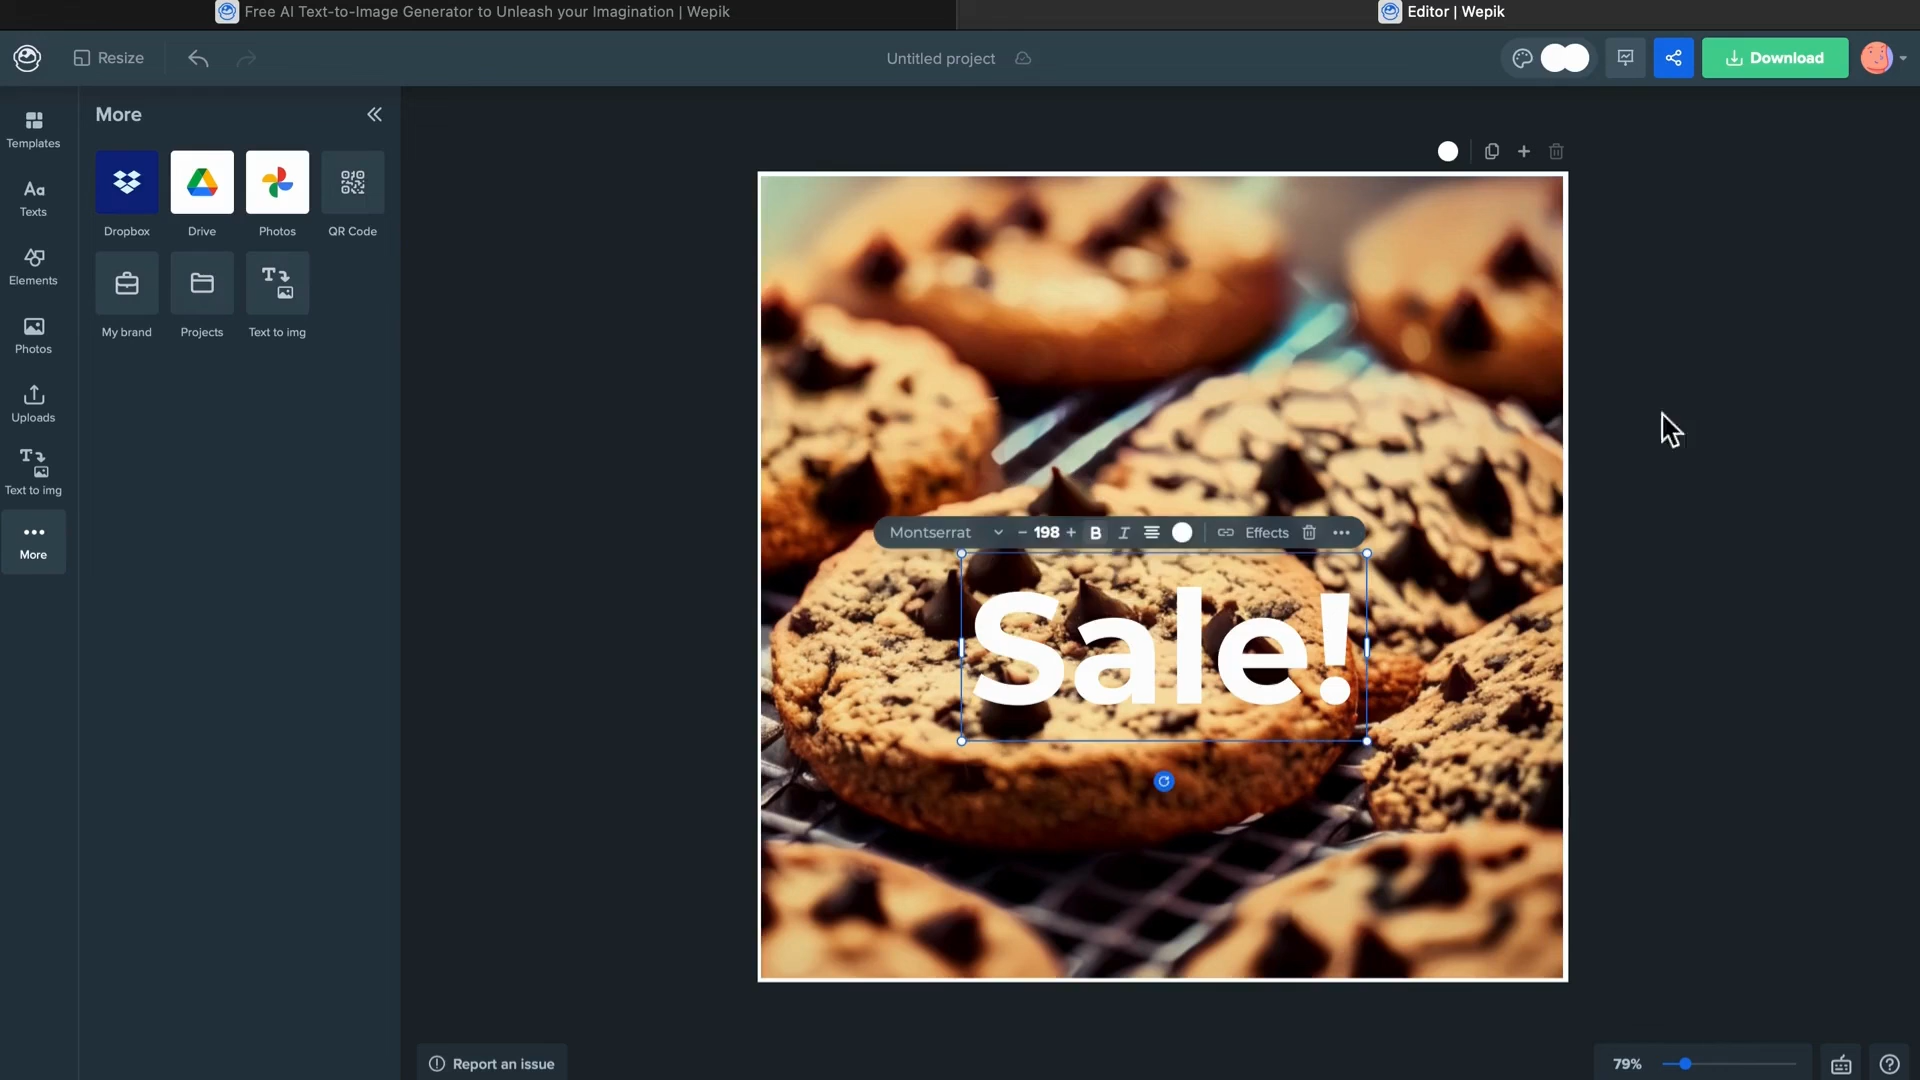 Free AI Text-to-Image Generator to Unleash your Imagination | Wepik
Editor | Wepik
Resize
Untitled project
Download
Templates
Aa
Texts
Elements
Photos
Uploads
Text to img
More
More
Dropbox
Drive
Photos
QR Code
My brand
Projects
Text to img
Montserrat
198
B
I
Effects
Sale!
Report an issue
79%